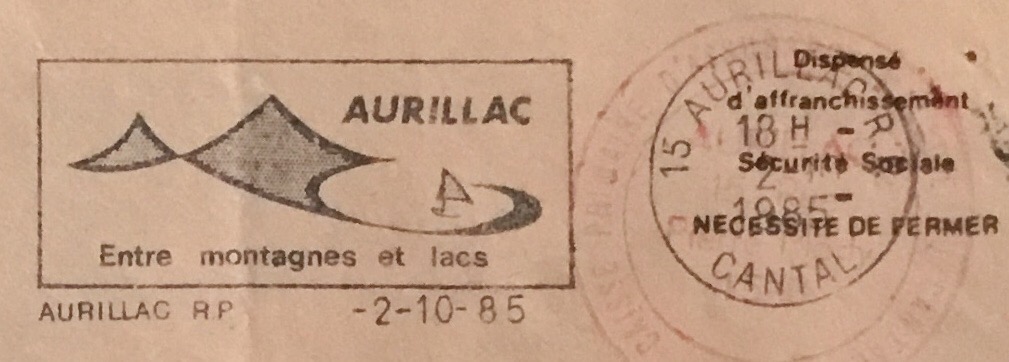 AURILLAC
Entre montagnes et lacs
AURILLAC R.P -2-10-85
15 AURILLAC R.P.
18 H
1985
CANTAL
Dispensé
d'affranchissement
Sécurité Sociale
NECESSITE DE FERMER